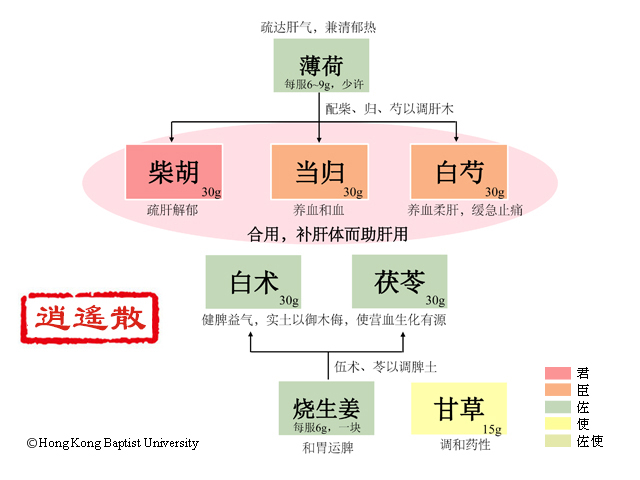 疏达肝气，兼清郁热
薄荷
每服6~9g，少许
配柴、归、芍以调肝木
柴胡
30g
当归
30g
白芍
30g
疏肝解郁
养血和血
养血柔肝，缓急止痛
合用，补肝体而助肝用
白术
30g
茯苓
30g
健脾益气，实土以御木侮，使营血生化有源
逍遙散
伍术、苓以调脾土
烧生姜
每服6g，一块
甘草
15g
和胃运脾
调和药性
君
臣
佐
使
佐使
©Hong Kong Baptist University